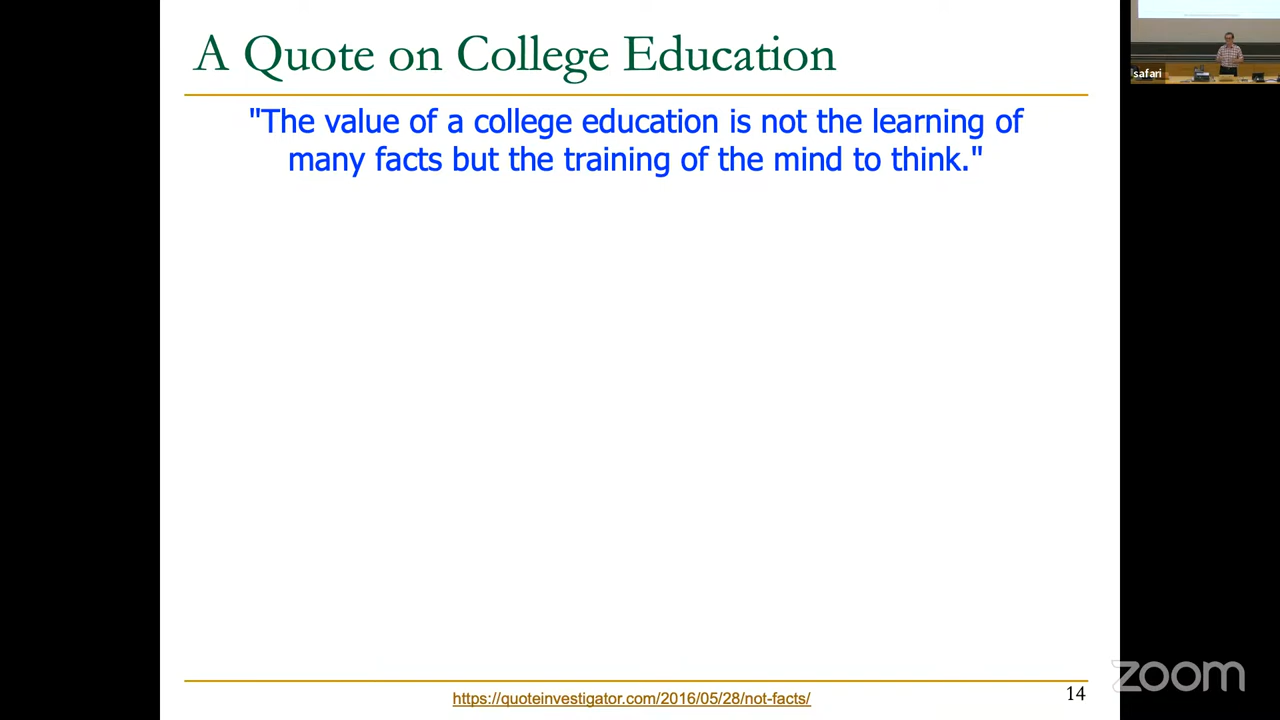 A Quote on College Education
"The value of a college education is not the learning of
many facts but the training of the mind to think."
https://quoteinvestigator.com/2016/05/28/not-facts/
14
safari
zoom